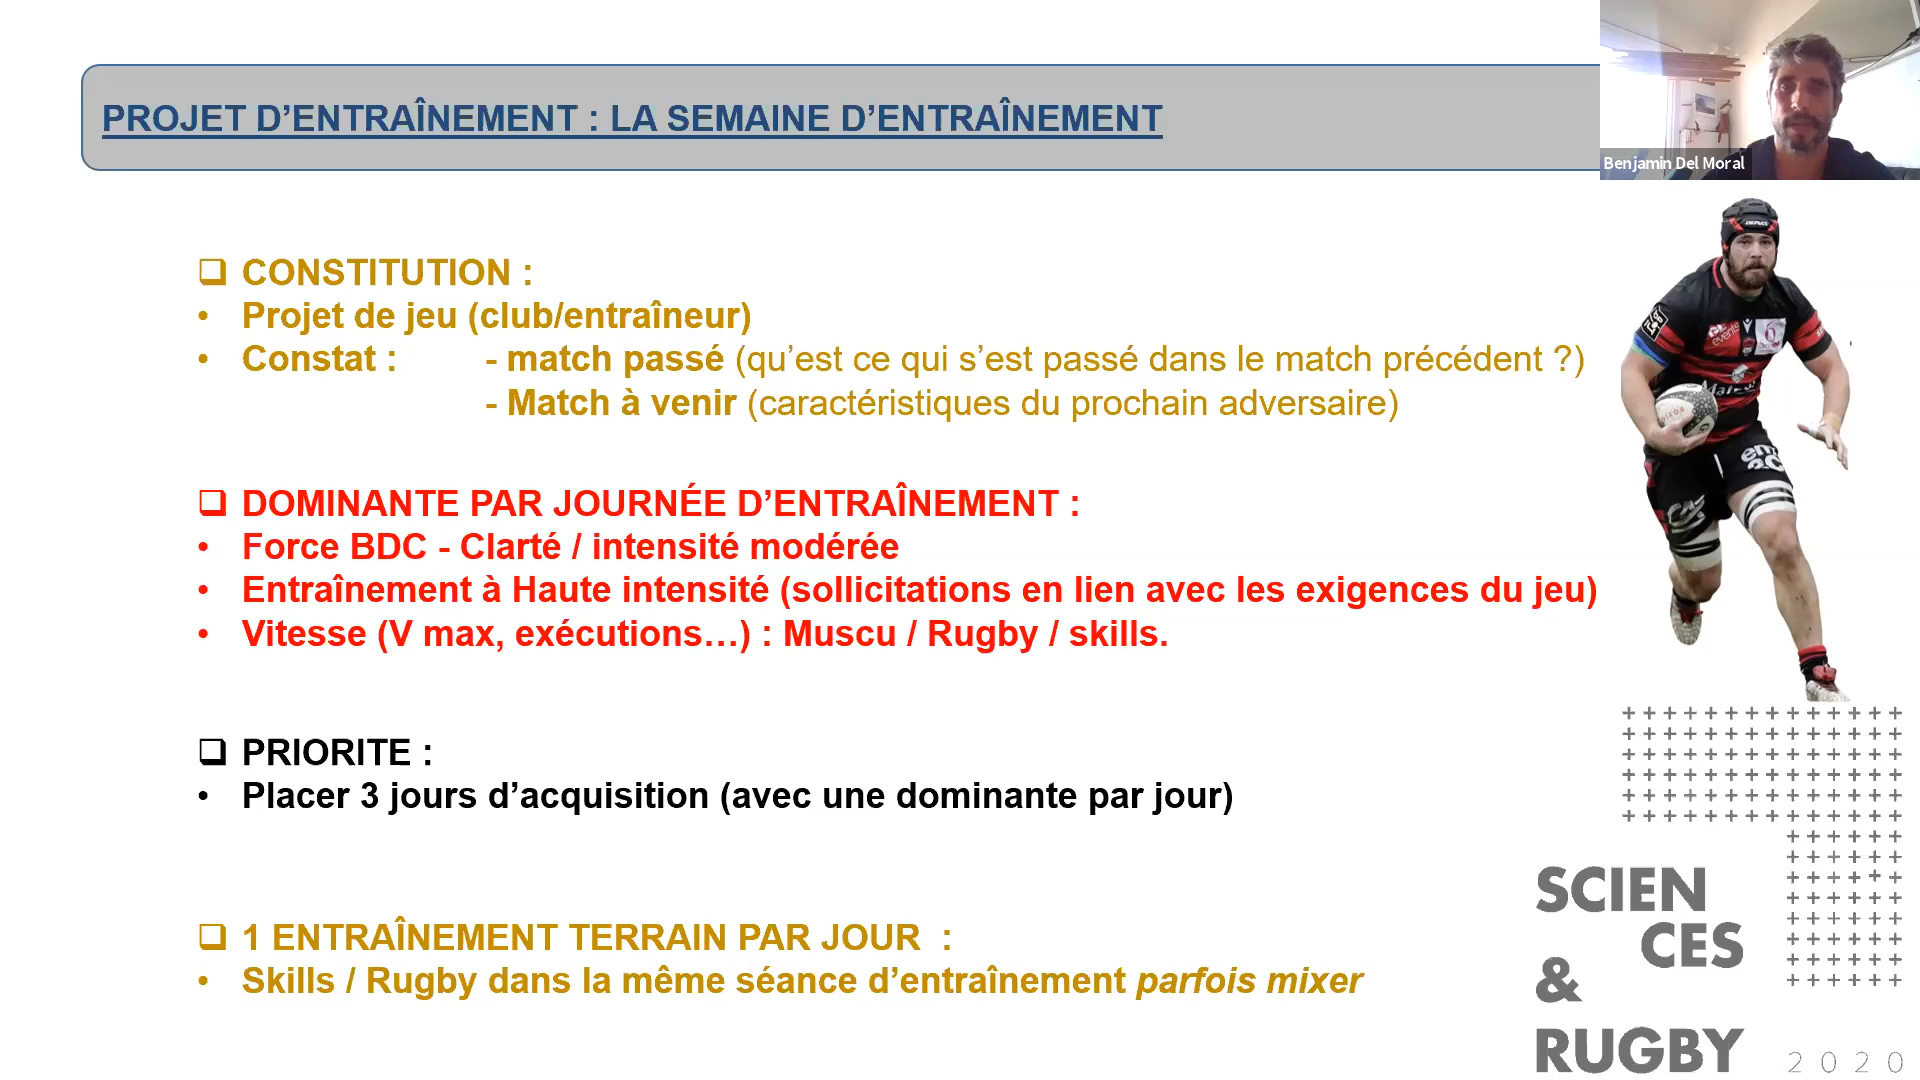 PROJET D’ENTRAÎNEMENT : LA SEMAINE D’ENTRAÎNEMENT
Benjamin Del Moral
❑ CONSTITUTION :
• Projet de jeu (club/entraîneur)
• Constat : - match passé (qu’est ce qui s’est passé dans le match précédent ?)
- Match à venir (caractéristiques du prochain adversaire)
❑ DOMINANTE PAR JOURNÉE D’ENTRAÎNEMENT :
• Force BDC - Clarté / intensité modérée
• Entraînement à Haute intensité (sollicitations en lien avec les exigences du jeu)
• Vitesse (V max, exécutions…) : Muscu / Rugby / skills.
❑ PRIORITE :
• Placer 3 jours d’acquisition (avec une dominante par jour)
❑ 1 ENTRAÎNEMENT TERRAIN PAR JOUR :
• Skills / Rugby dans la même séance d’entraînement parfois mixer
SCIEN
CES
&
RUGBY
2020